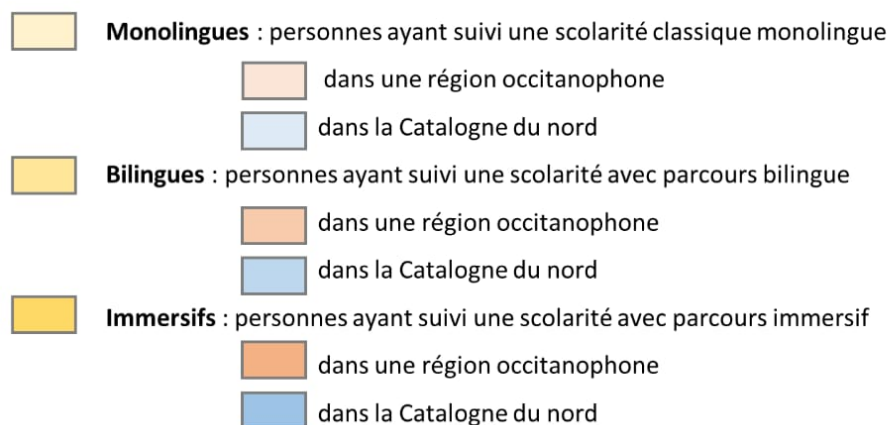 Monolingues : personnes ayant suivi une scolarité classique monolingue
dans une région occitanophone
dans la Catalogne du nord
Bilingues : personnes ayant suivi une scolarité avec parcours bilingue
dans une région occitanophone
dans la Catalogne du nord
Immersifs : personnes ayant suivi une scolarité avec parcours immersif
dans une région occitanophone
dans la Catalogne du nord